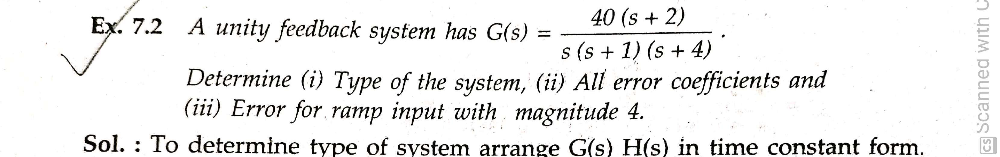 Ex. 7.2 A unity feedback system has G(s) = 40 (s + 2) / s (s + 1) (s + 4) .
Determine (i) Type of the system, (ii) All error coefficients and
(iii) Error for ramp input with magnitude 4.
Sol. : To determine type of system arrange G(s) H(s) in time constant form.
CS Scanned with C